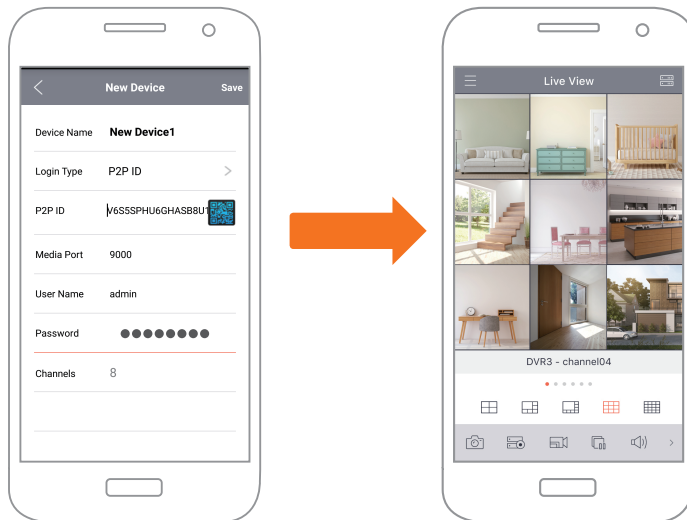 New Device
Save
Device Name New Device1
Login Type P2P ID
P2P ID
Media Port 9000
User Name admin
Password
Channels 8
Live View
DVR3 - channel04